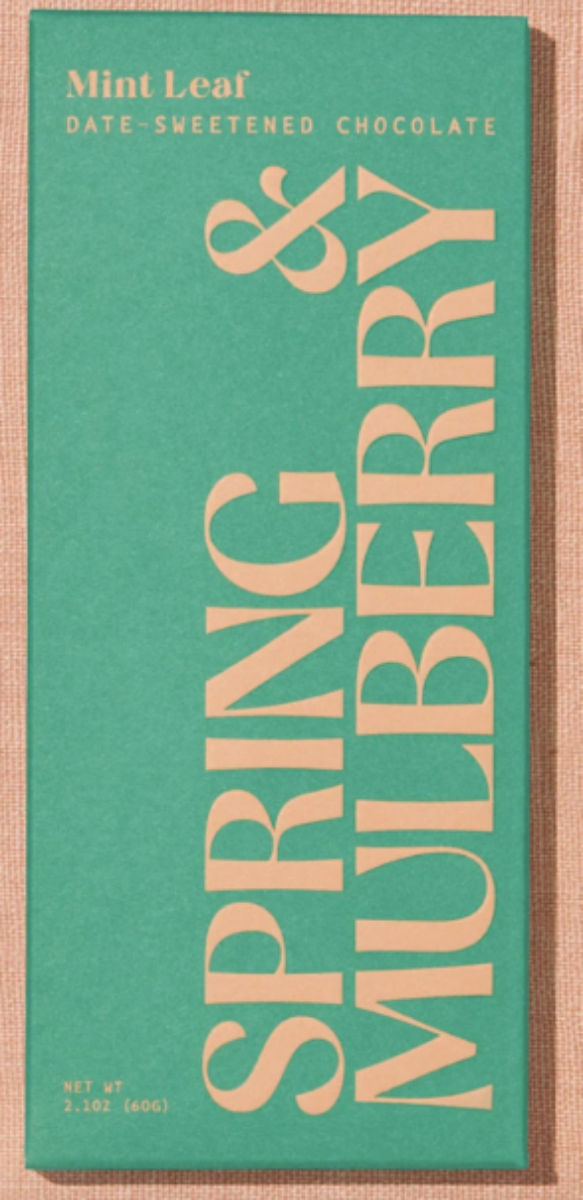 Mint Leaf
DATE-SWEETENED CHOCOLATE
SPRING &
MULBERRY
NET WT
2.1OZ (60G)